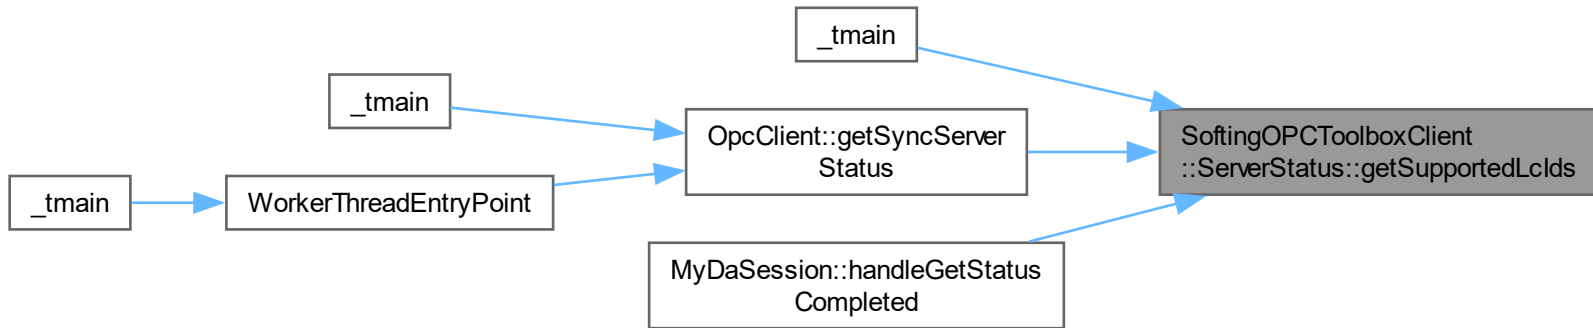 _tmain
_tmain
OpcClient::getSyncServer
Status
SoftingOPCToolboxClient
::ServerStatus::getSupportedLcIds
_tmain
WorkerThreadEntryPoint
MyDaSession::handleGetStatus
Completed